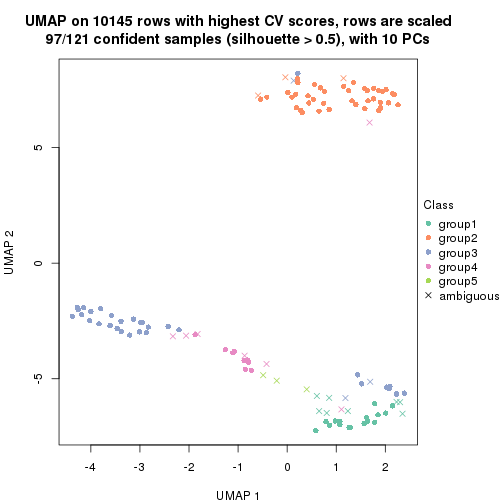 UMAP on 10145 rows with highest CV scores, rows are scaled
97/121 confident samples (silhouette > 0.5), with 10 PCs
5
0
-5
UMAP 2
-4
-3
-2
-1
0
1
2
UMAP 1
Class
group1
group2
group3
group4
group5
ambiguous